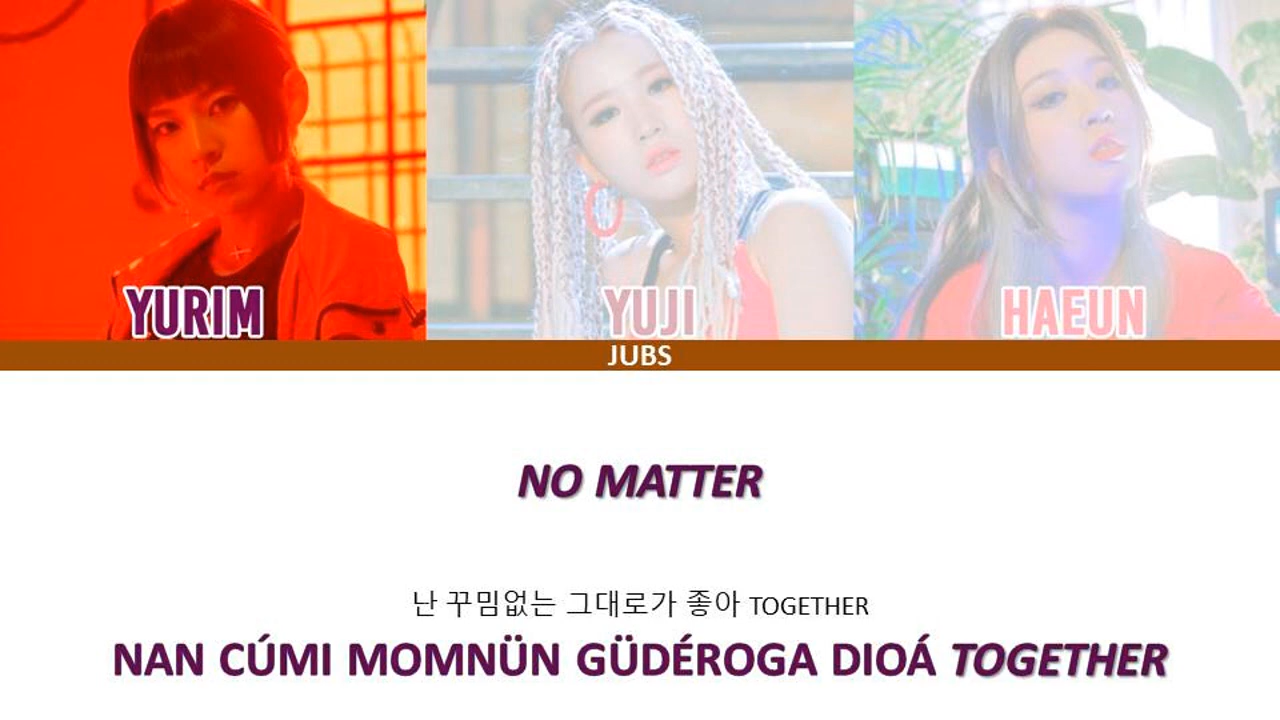 YURIM YUJI HAEUN
JUBS
NO MATTER
난 꾸밈없는 그대로가 좋아 TOGETHER
NAN CÚMI MOMNÜN GÜDÉROGA DIOÁ TOGETHER